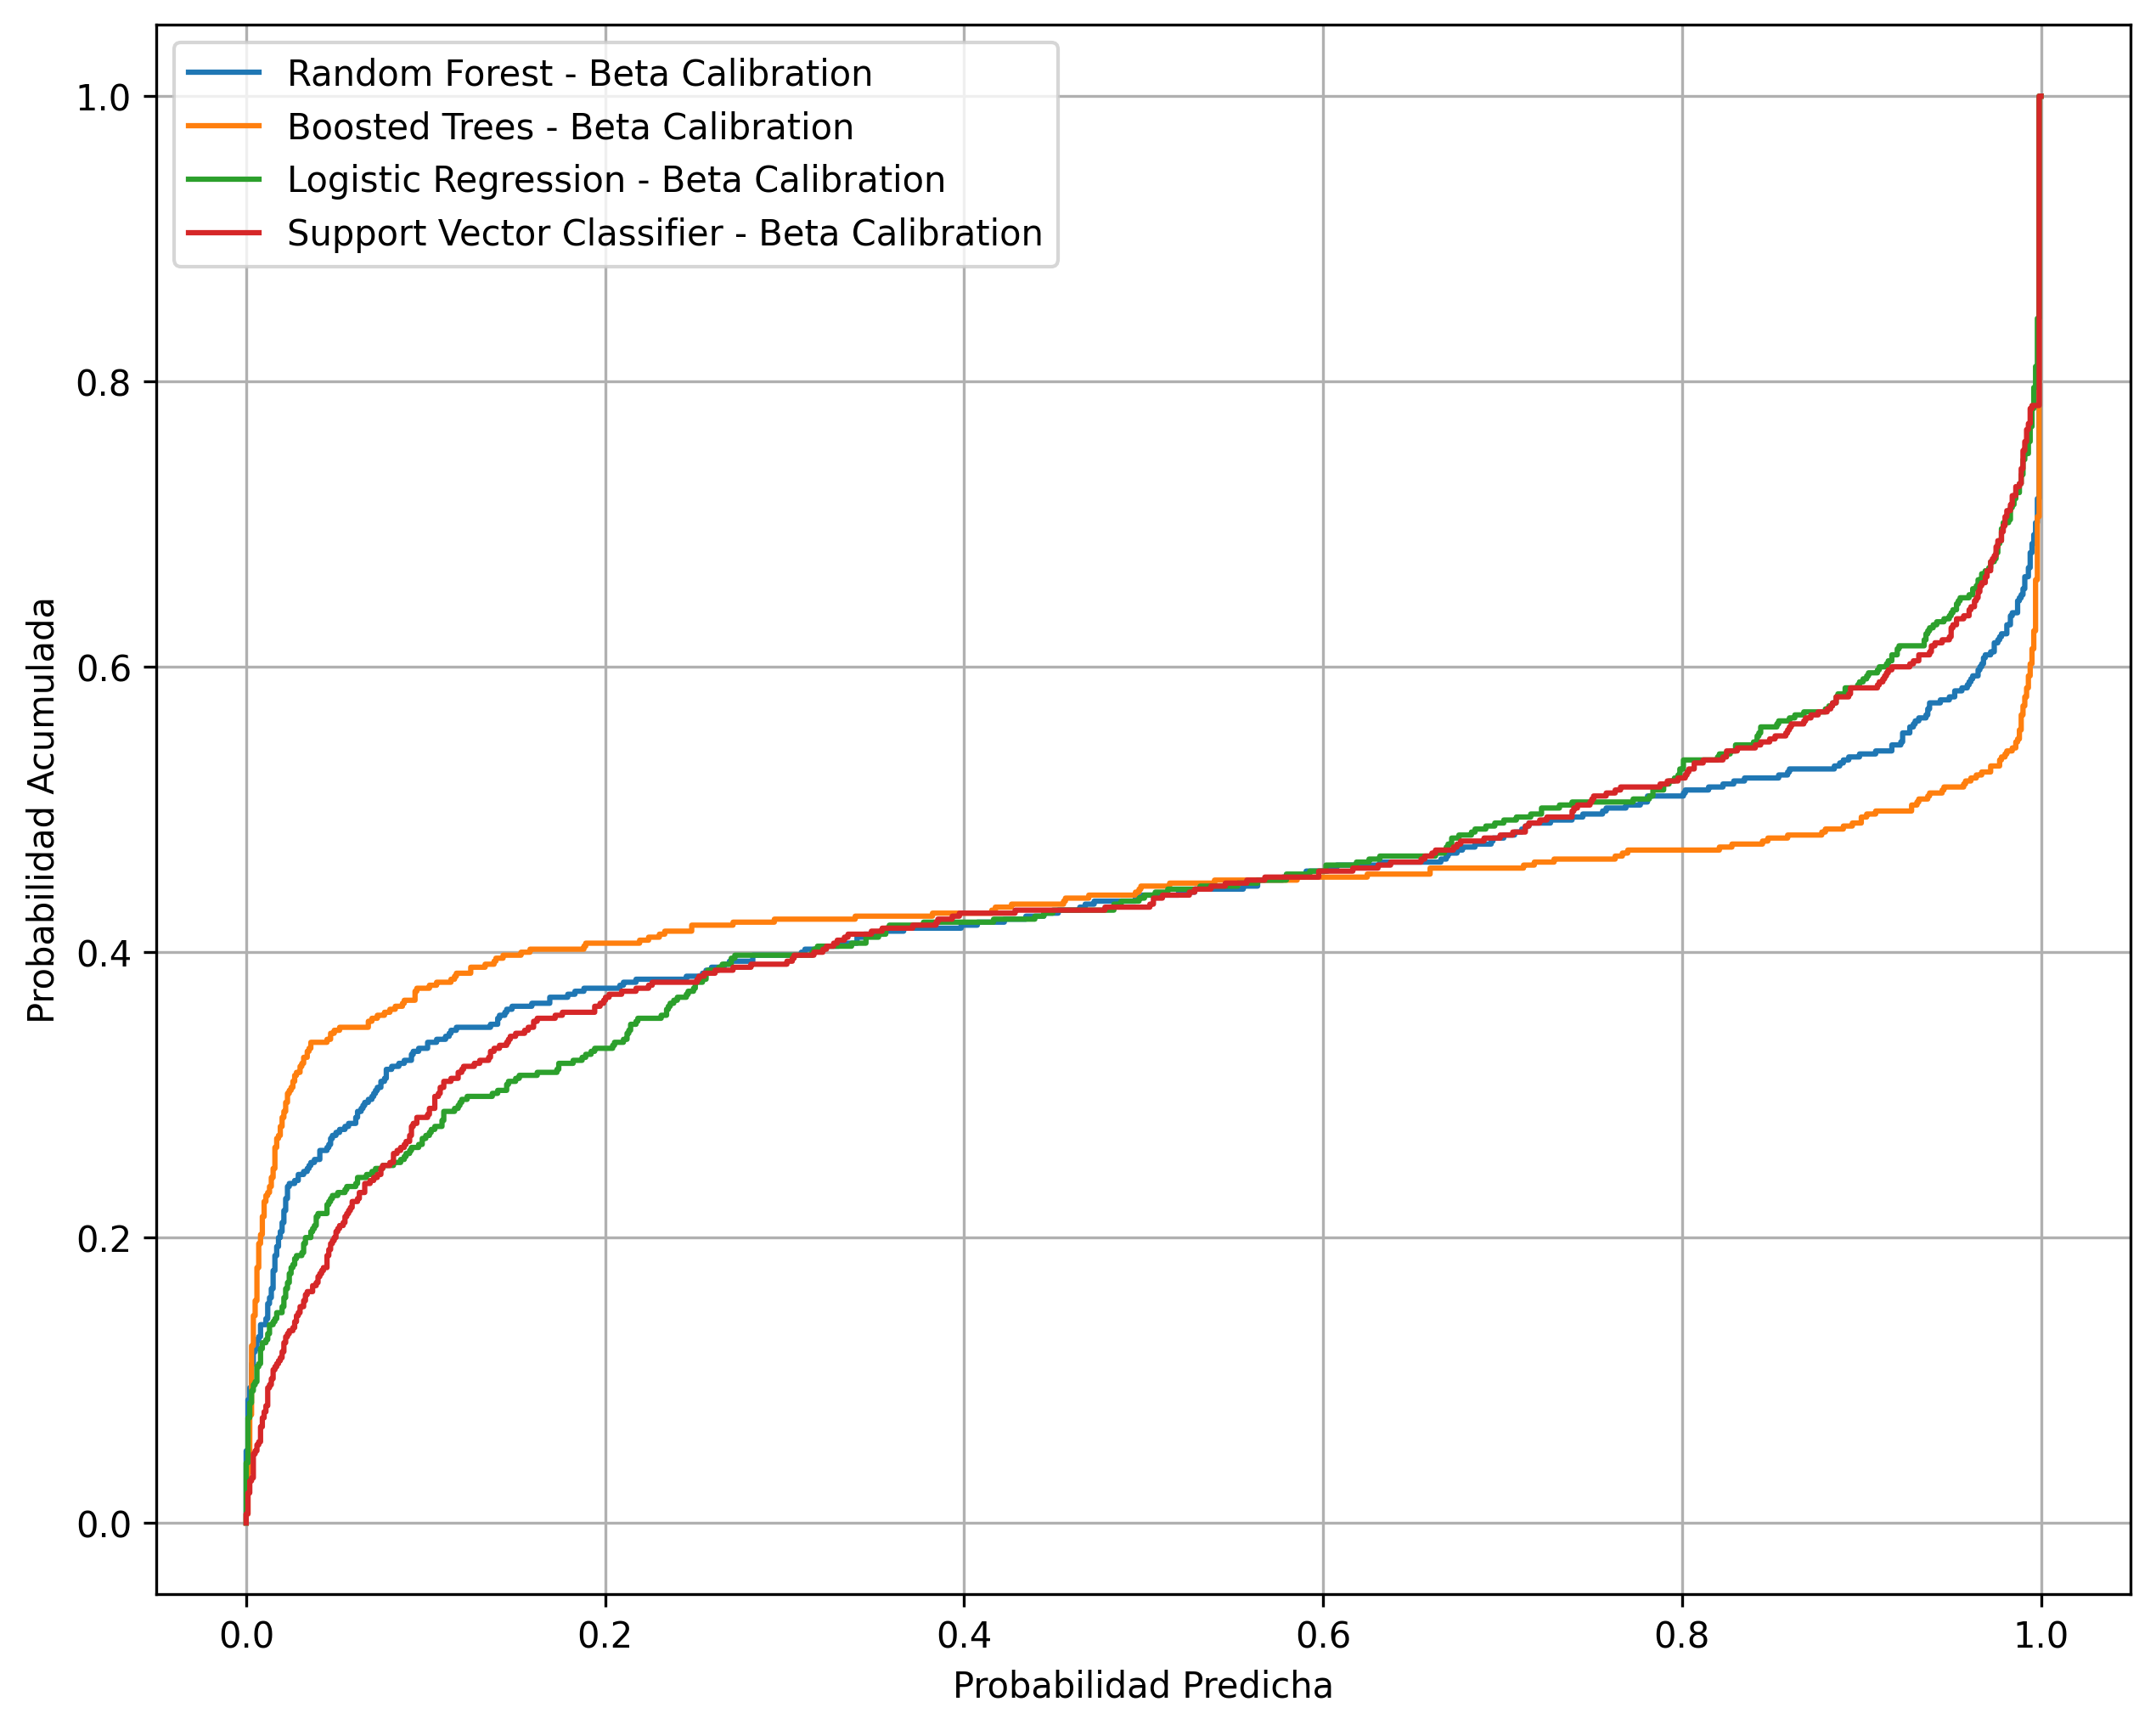 Random Forest - Beta Calibration
Boosted Trees - Beta Calibration
Logistic Regression - Beta Calibration
Support Vector Classifier - Beta Calibration
1.0
0.8
0.6
0.4
0.2
0.0
Probabilidad Acumulada
0.0 0.2 0.4 0.6 0.8 1.0
Probabilidad Predicha